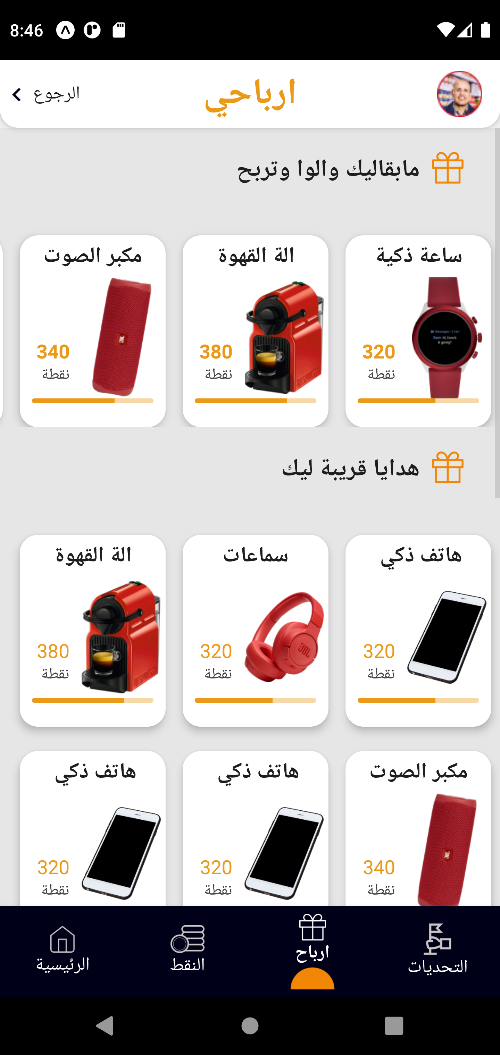 8:46
ارباحي
الرجوع
مابقاليك والوا وتربح
ساعة ذكية
320
نقطة
الة القهوة
380
نقطة
مكبر الصوت
340
نقطة
هدايا قريبة ليك
هاتف ذكي
320
نقطة
سماعات
JBL
320
نقطة
الة القهوة
380
نقطة
مكبر الصوت
340
نقطة
هاتف ذكي
320
نقطة
هاتف ذكي
320
نقطة
التحديات
ارباح
النقط
الرئيسية